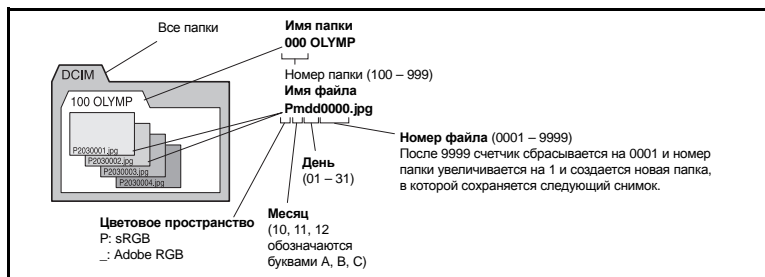 Все папки
Имя папки
000 OLYMP
Номер папки (100 – 999)
DCIM
100 OLYMP
P2030001.jpg
P2030002.jpg
P2030003.jpg
P2030004.jpg
Имя файла
Pmdd0000.jpg
Номер файла (0001 – 9999)
После 9999 счетчик сбрасывается на 0001 и номер
папки увеличивается на 1 и создается новая папка,
в которой сохраняется следующий снимок.
День
(01 – 31)
Месяц
(10, 11, 12
обозначаются
буквами A, B, C)
Цветовое пространство
P: sRGB
_: Adobe RGB